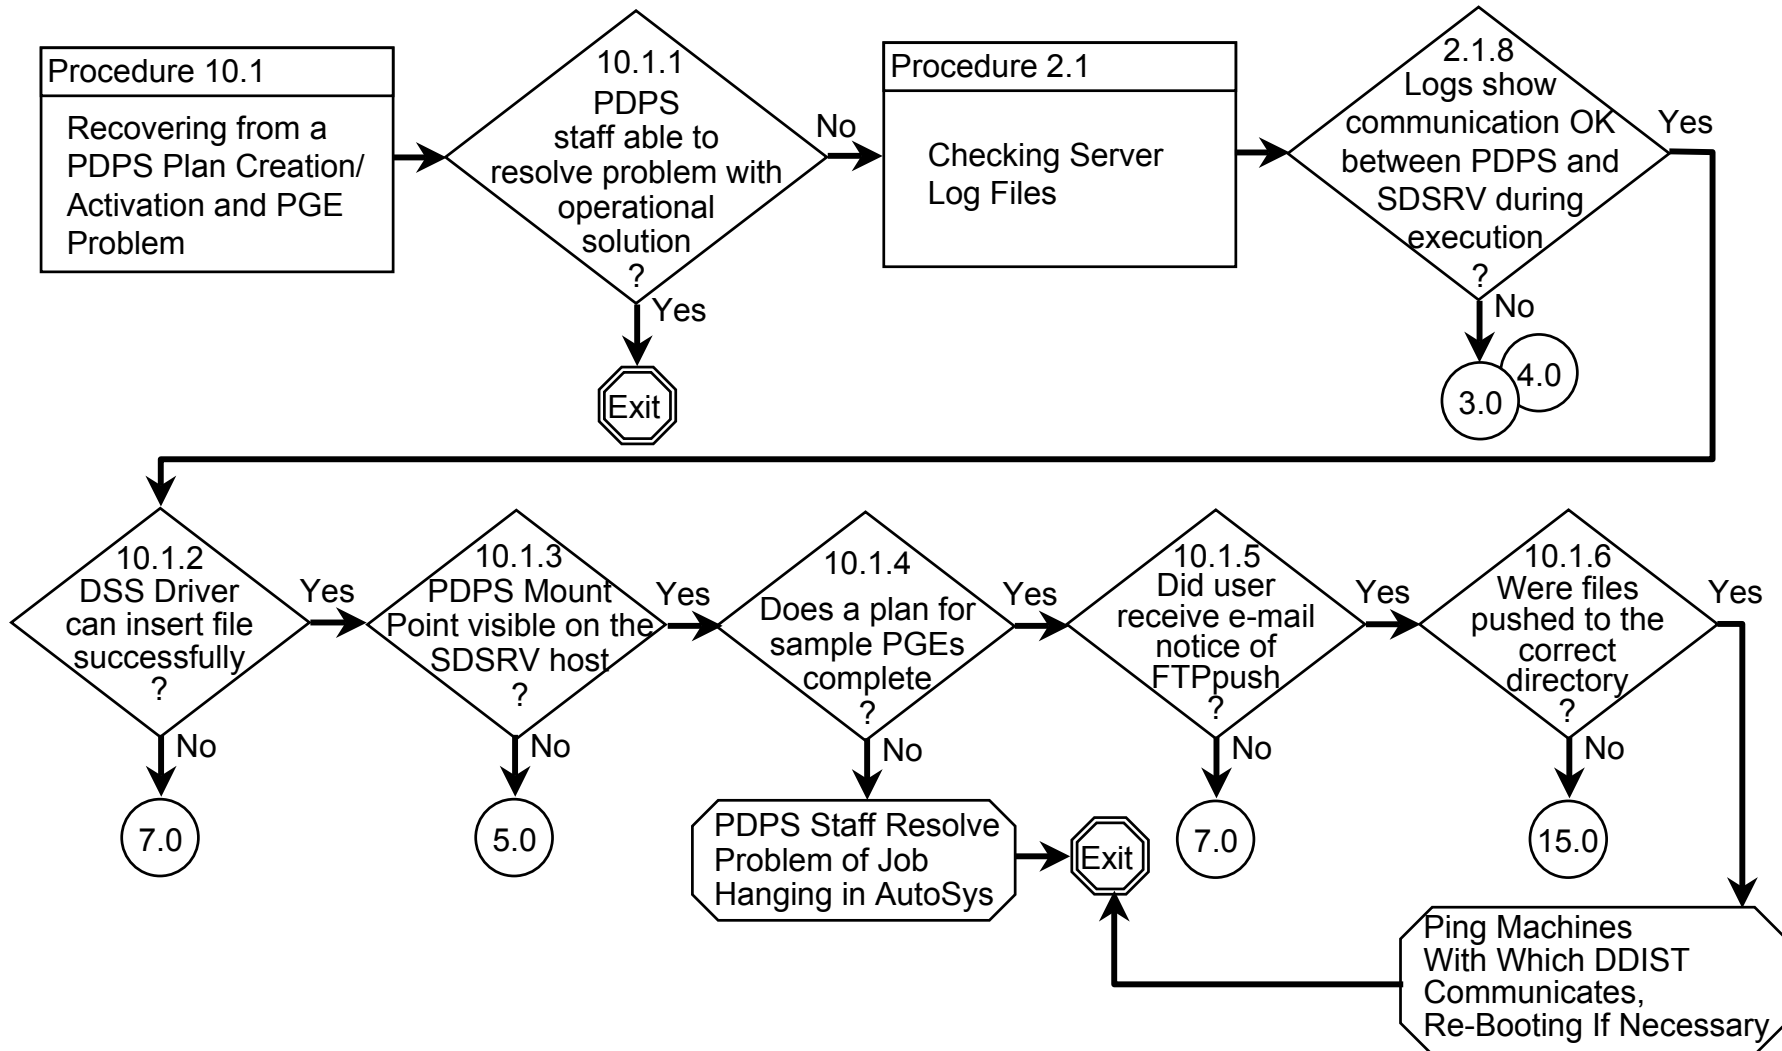 Procedure 10.1
Recovering from a
PDPS Plan Creation/
Activation and PGE
Problem
10.1.1
PDPS
staff able to
resolve problem with
operational
solution
?
No
Yes
Exit
Procedure 2.1
Checking Server
Log Files
2.1.8
Logs show
communication OK
between PDPS and
SDSRV during
execution
?
Yes
No
3.0
4.0
10.1.2
DSS Driver
can insert file
successfully
?
Yes
No
7.0
10.1.3
PDPS Mount
Point visible on the
SDSRV host
?
Yes
No
5.0
10.1.4
Does a plan for
sample PGEs
complete
?
Yes
No
PDPS Staff Resolve
Problem of Job
Hanging in AutoSys
Exit
10.1.5
Did user
receive e-mail
notice of
FTPpush
?
Yes
No
7.0
10.1.6
Were files
pushed to the
correct
directory
?
Yes
No
15.0
Ping Machines
With Which DDIST
Communicates,
Re-Booting If Necessary